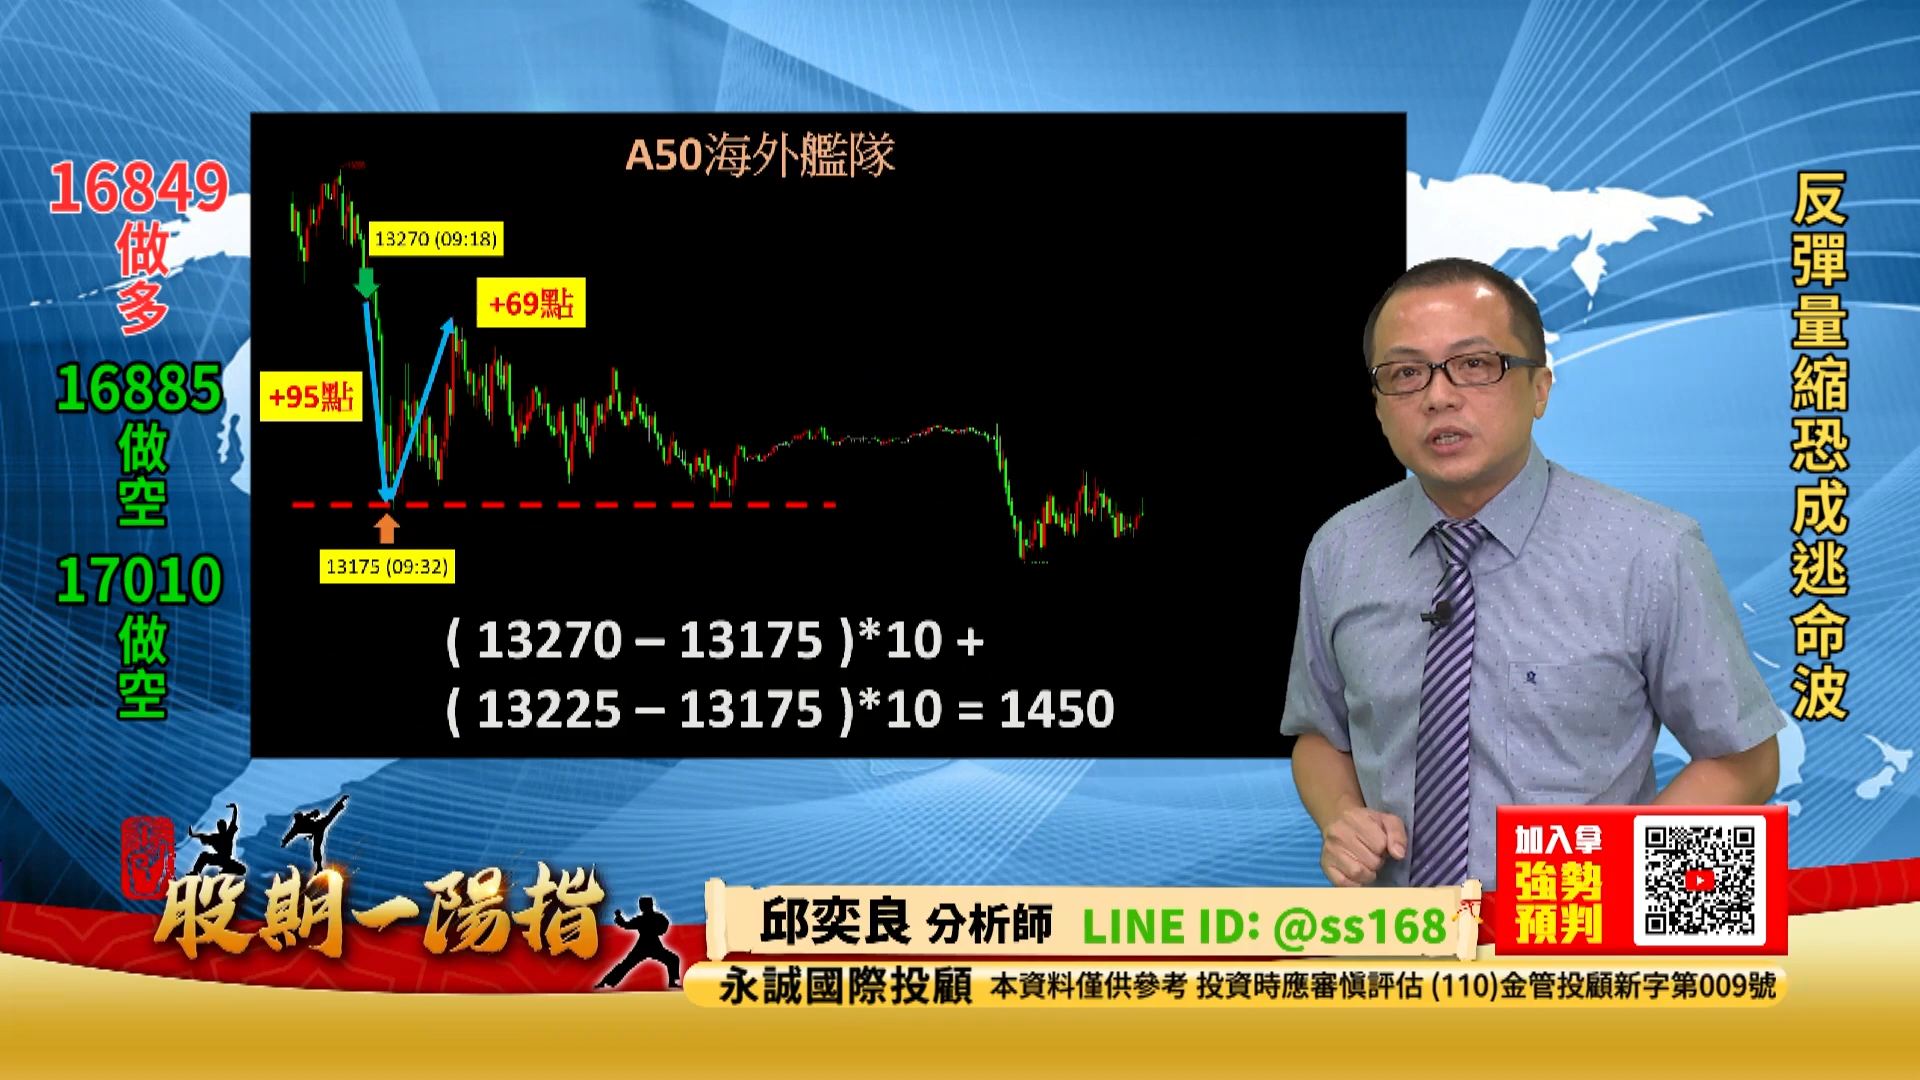 A50海外艦隊
16849
做多
16885
做空
17010
做空
13270 (09:18)
+69點
+95點
13175 (09:32)
( 13270 – 13175 )*10 +
( 13225 – 13175 )*10 = 1450
反彈量縮恐成逃命波
股期一陽指
邱奕良 分析師 LINE ID: @ss168
加入拿
強勢
預判
永誠國際投顧 本資料僅供參考 投資時應審慎評估 (110)金管投顧新字第009號